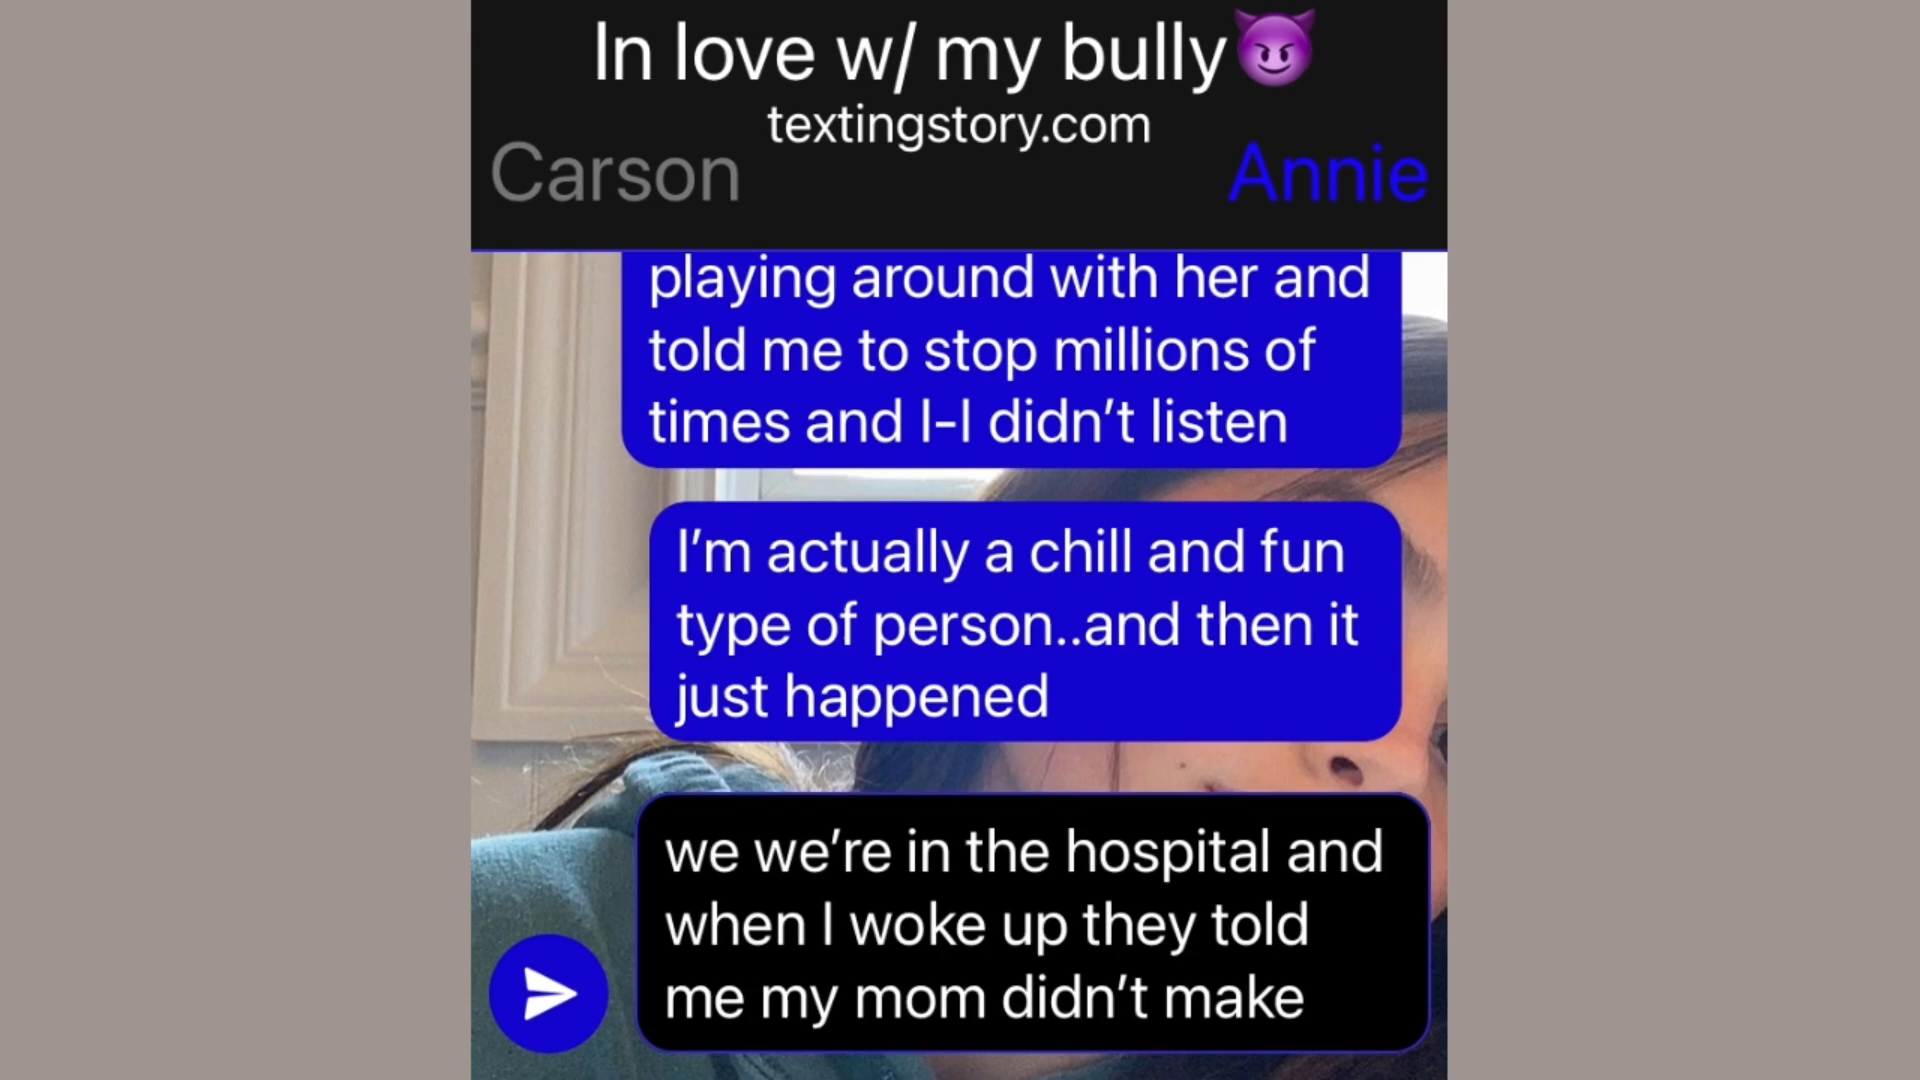 In love w/ my bully😈
textingstory.com
Carson
Annie
playing around with her and
told me to stop millions of
times and I-I didn’t listen
I’m actually a chill and fun
type of person..and then it
just happened
we we’re in the hospital and
when I woke up they told
me my mom didn’t make